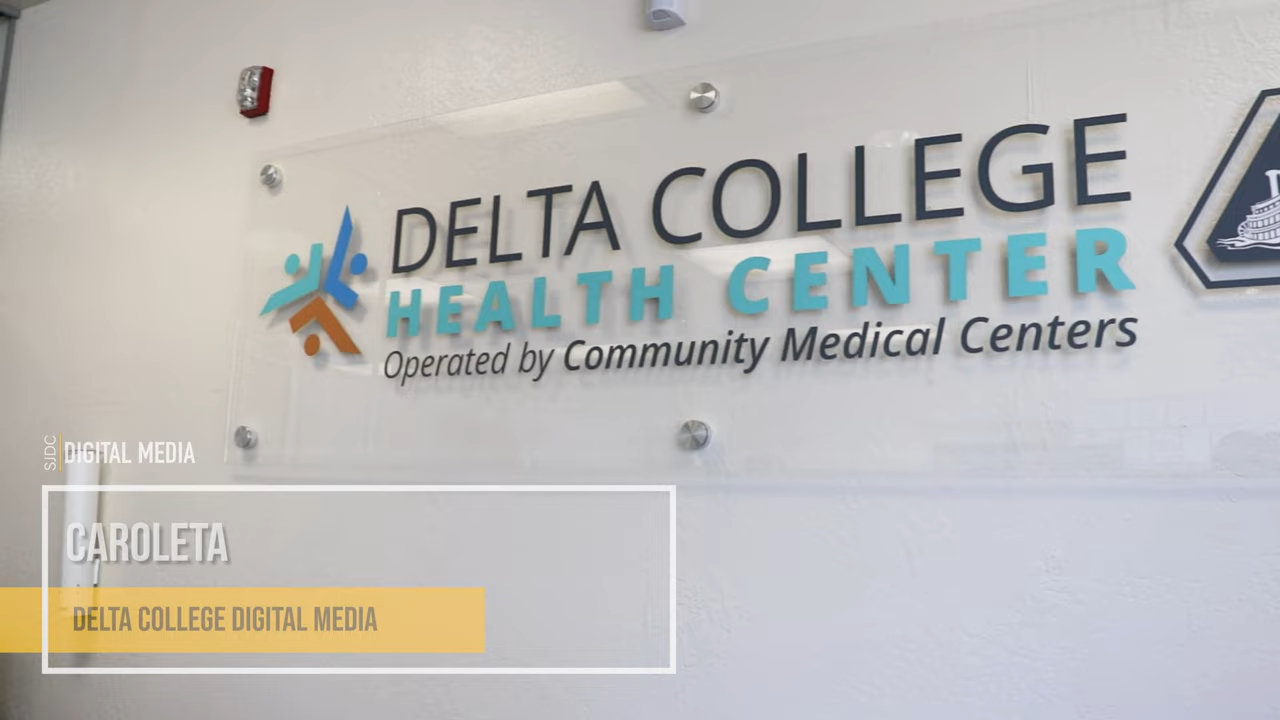 DELTA COLLEGE
HEALTH CENTER
Operated by Community Medical Centers
SJDC
DIGITAL MEDIA
CAROLETA
DELTA COLLEGE DIGITAL MEDIA